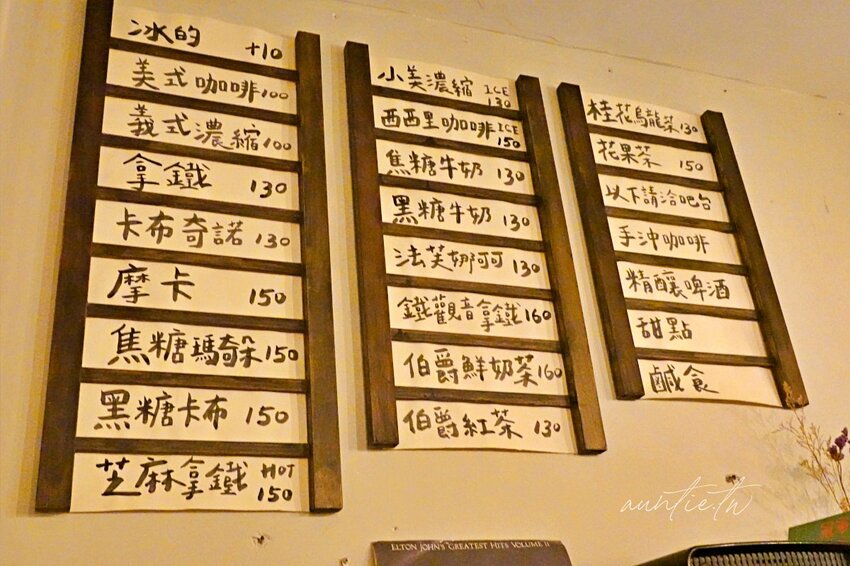 冰的 +10
美式咖啡 100
義式濃縮 100
拿鐵 130
卡布奇諾 130
摩卡 150
焦糖瑪朵 150
黑糖卡布 150
芝麻拿鐵 HOT 150
小美濃縮 ICE 130
西西里咖啡 ICE 150
焦糖牛奶 130
黑糖牛奶 130
法芙娜可可 130
鐵觀音拿鐵 160
伯爵鮮奶茶 160
伯爵紅茶 130
桂花烏龍茶 130
花果茶 150
以下請洽吧台
手沖咖啡
精釀啤酒
甜點
鹹食
auntie.tw
ELTON JOHN'S GREATEST HITS VOLUME II